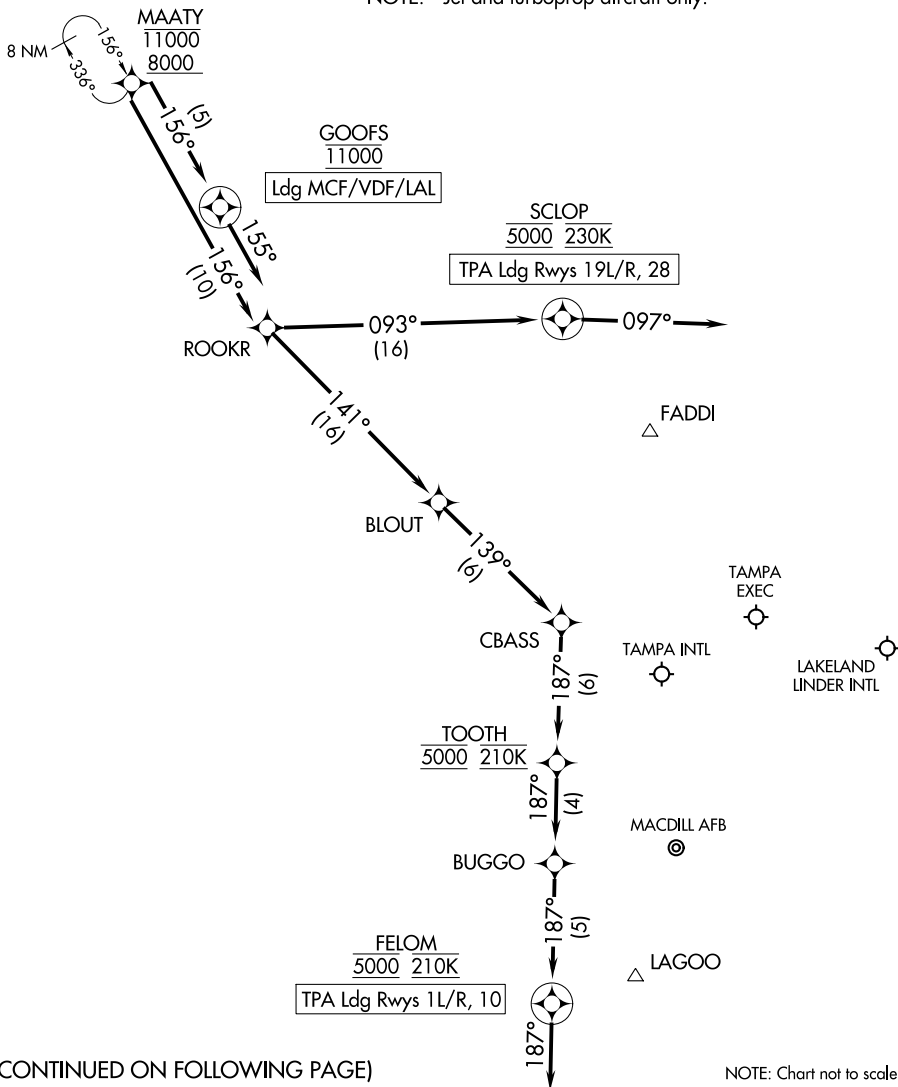 NOTE: Jet and turboprop aircraft only.
MAATY
11000
8000
8 NM
156°
336°
(5)
156°
GOOFS
11000
Ldg MCF/VDF/LAL
155°
156°
(10)
SCLOP
5000 230K
TPA Ldg Rwys 19L/R, 28
ROOKR
093°
(16)
097°
141°
(16)
FADDI
BLOUT
139°
(6)
TAMPA
EXEC
CBASS
TAMPA INTL
LAKELAND
LINDER INTL
187°
(6)
TOOTH
5000 210K
187°
(4)
MACDILL AFB
BUGGO
187°
(5)
FELOM
5000 210K
TPA Ldg Rwys 1L/R, 10
LAGOO
187°
CONTINUED ON FOLLOWING PAGE)
NOTE: Chart not to scale